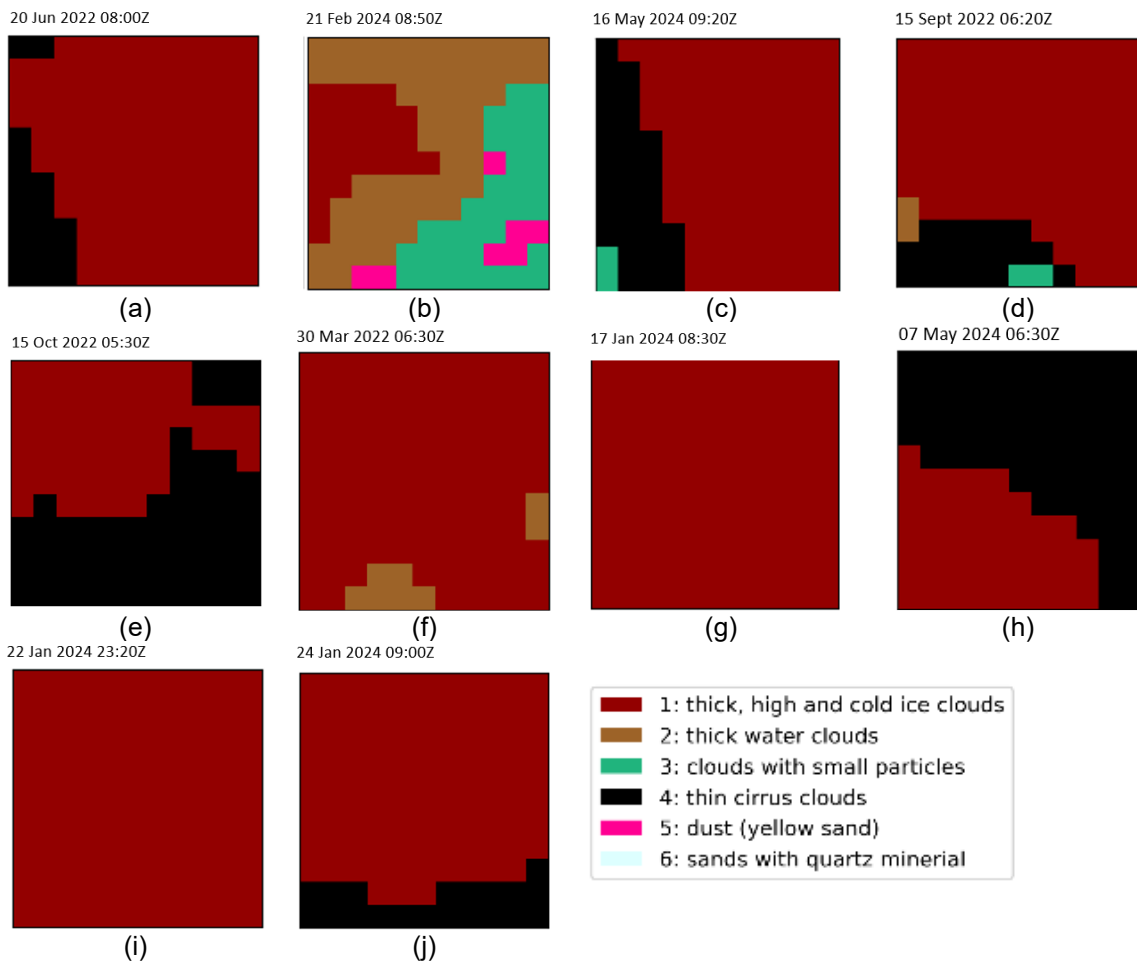 20 Jun 2022 08:00Z
21 Feb 2024 08:50Z
16 May 2024 09:20Z
15 Sept 2022 06:20Z
(a)
(b)
(c)
(d)
15 Oct 2022 05:30Z
30 Mar 2022 06:30Z
17 Jan 2024 08:30Z
07 May 2024 06:30Z
(e)
(f)
(g)
(h)
22 Jan 2024 23:20Z
24 Jan 2024 09:00Z
1: thick, high and cold ice clouds
2: thick water clouds
3: clouds with small particles
4: thin cirrus clouds
5: dust (yellow sand)
6: sands with quartz minerial
(i)
(j)